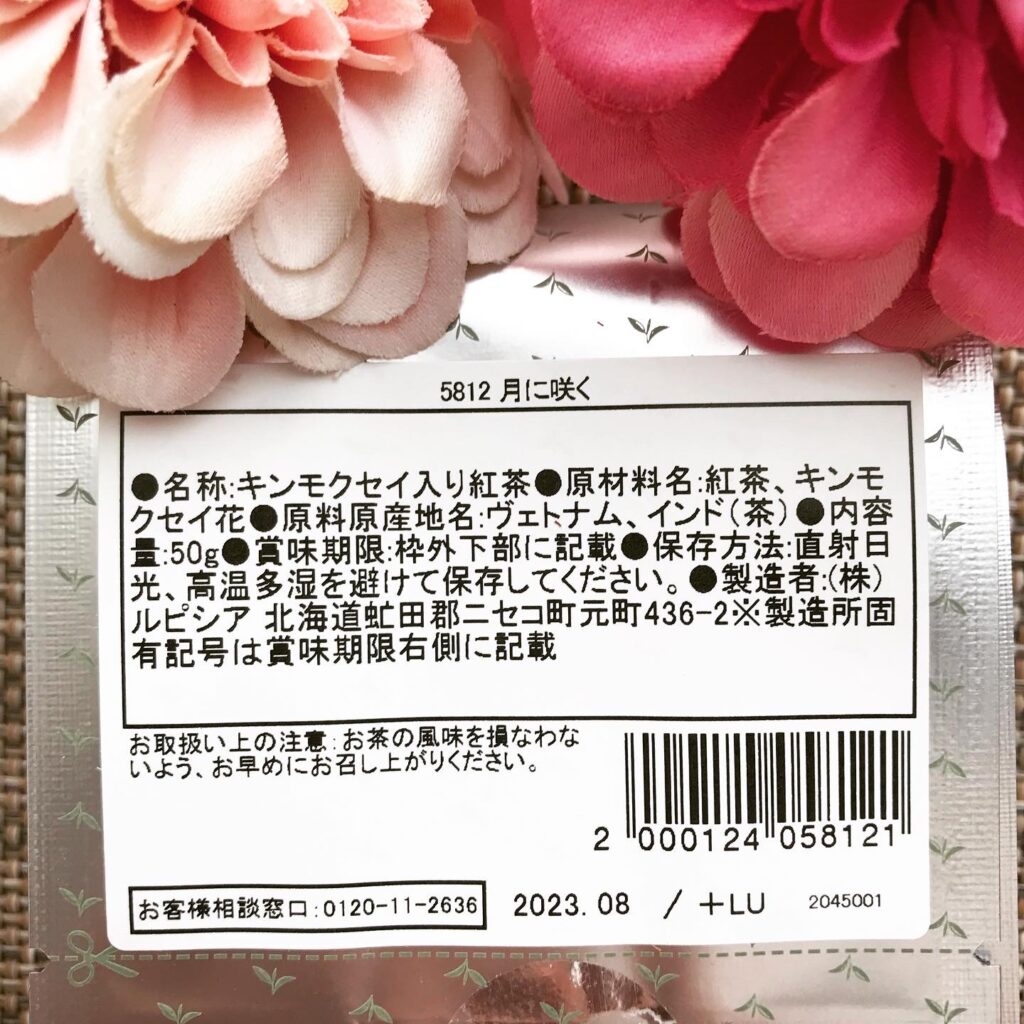 5812 月に咲く
●名称:キンモクセイ入り紅茶●原材料名:紅茶、キンモ
クセイ花●原料原産地名:ヴェトナム、インド(茶)●内容
量:50g●賞味期限:枠外下部に記載●保存方法:直射日
光、高温多湿を避けて保存してください。●製造者:(株)
ルピシア 北海道虻田郡ニセコ町元町436-2※製造所固
有記号は賞味期限右側に記載
お取扱い上の注意:お茶の風味を損なわな
いよう、お早めにお召し上がりください。
2 000124 058121
お客様相談窓口:0120-11-2636
2023.08 / +LU 2045001